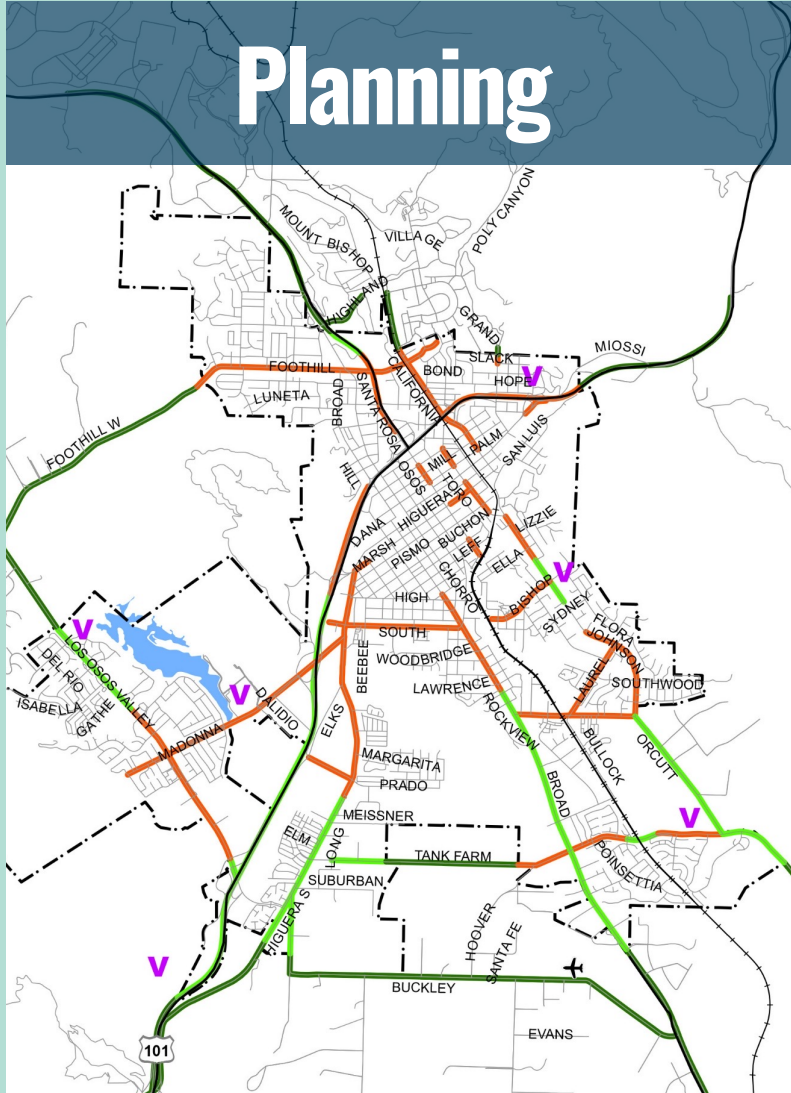 Planning
MOUNT BISHOP
VILLAGE
POLY CANYON
HIGHLAND
GRAND
SLACK
MIOSSI
FOOTHILL
BOND
HOPE
V
LUNETA
BROAD
SANTA ROSA
CALIFORNIA
FOOTHILL W
HILL
OSOS
MILL
PALM
SAN LUIS
TORO
HIGUERA
DANA
MARSH
PISMO
BUCHON
LEFF
LIZZIE
ELLA
CHORRO
V
HIGH
BISHOP
SYDNEY
FLORA
JOHNSON
SOUTH
V
LOS OSOS VALLEY
DEL RIO
WOODBRIDGE
BEEBEE
LAUREL
SOUTHWOOD
LAWRENCE
V
DALIDIO
ISABELLA
GATHE
ELKS
ROCKVIEW
MADONNA
BULLOCK
ORCUTT
MARGARITA
BROAD
PRADO
MEISSNER
V
ELM
LONG
TANK FARM
POINSETTIA
SUBURBAN
HIGUERA S
HOOVER
SANTA FE
V
BUCKLEY
EVANS
101